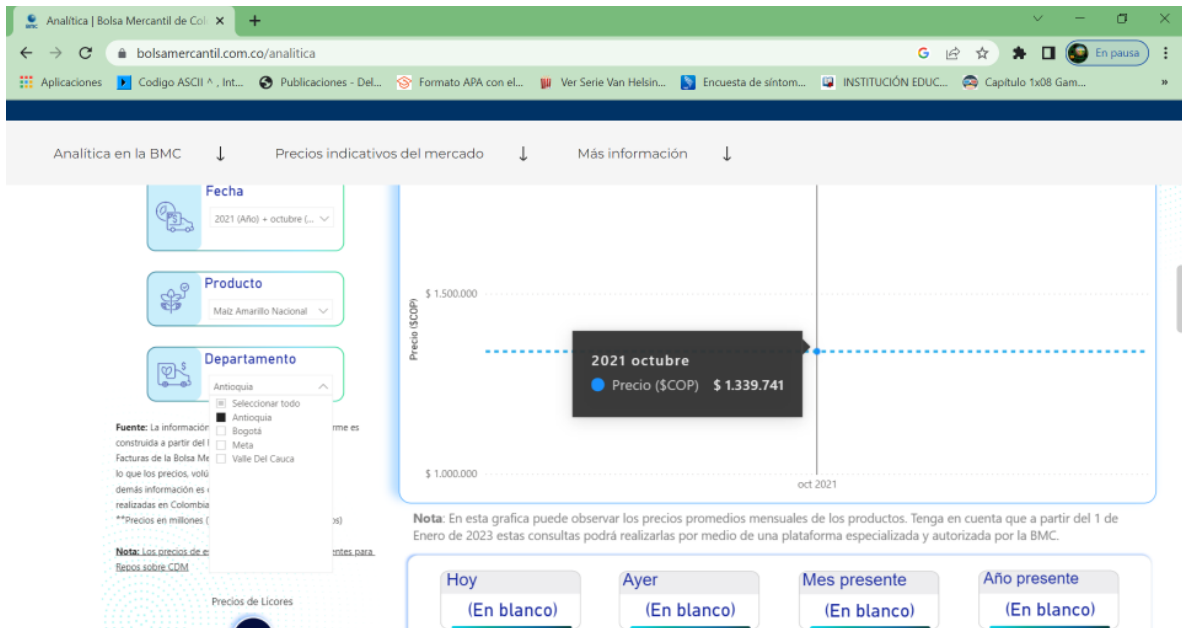 Analítica | Bolsa Mercantil de Col
bolsamercantil.com.co/analitica
En pausa
Aplicaciones
Codigo ASCII ^ , Int...
Publicaciones - Del...
Formato APA con el...
Ver Serie Van Helsin...
Encuesta de síntom...
INSTITUCIÓN EDUC...
Capítulo 1x08 Gam...
»
Analítica en la BMC ↓
Precios indicativos del mercado ↓
Más información ↓
Fecha
2021 (Año) + octubre (...
Producto
Maíz Amarillo Nacional
Departamento
Antioquia
Seleccionar todo
Antioquia
Bogotá
Meta
Valle Del Cauca
Fuente: La información
rme es
construida a partir del
Facturas de la Bolsa Me
lo que los precios, volú
demás información es
realizadas en Colombia
**Precios en millones (
os)
Nota: Los precios de e
entes para
Repos sobre CDM
Precios de Licores
Precio ($COP)
$ 1.500.000
$ 1.000.000
2021 octubre
Precio ($COP) $ 1.339.741
oct 2021
Nota: En esta grafica puede observar los precios promedios mensuales de los productos. Tenga en cuenta que a partir del 1 de
Enero de 2023 estas consultas podrá realizarlas por medio de una plataforma especializada y autorizada por la BMC.
Hoy
(En blanco)
Ayer
(En blanco)
Mes presente
(En blanco)
Año presente
(En blanco)